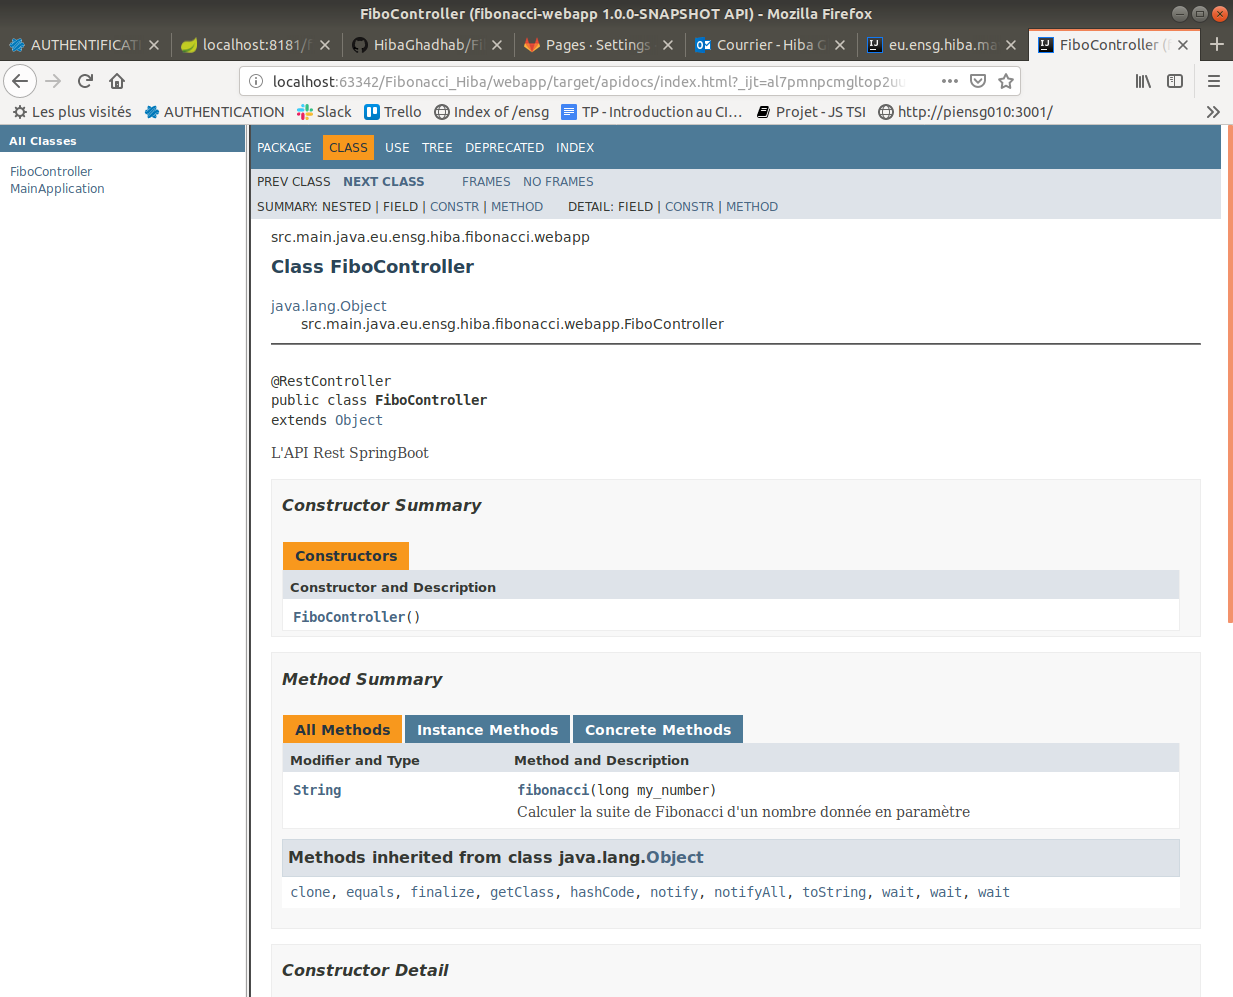 FiboController (fibonacci-webapp 1.0.0-SNAPSHOT API) - Mozilla Firefox
AUTHENTIFICAT localhost:8181/f HibaGhadhab/Fi Pages · Settings Courrier - Hiba G eu.ensg.hiba.ma FiboController (
localhost:63342/Fibonacci_Hiba/webapp/target/apidocs/index.html?_ijt=al7pmnpcmgltop2uu
Les plus visités AUTHENTICATION Slack Trello Index of /ensg TP - Introduction au CI... Projet - JS TSI http://piensg010:3001/
All Classes
FiboController
MainApplication
PACKAGE CLASS USE TREE DEPRECATED INDEX
PREV CLASS NEXT CLASS FRAMES NO FRAMES
SUMMARY: NESTED | FIELD | CONSTR | METHOD DETAIL: FIELD | CONSTR | METHOD
src.main.java.eu.ensg.hiba.fibonacci.webapp
Class FiboController
java.lang.Object
src.main.java.eu.ensg.hiba.fibonacci.webapp.FiboController
@RestController
public class FiboController
extends Object
L'API Rest SpringBoot
Constructor Summary
Constructors
Constructor and Description
FiboController()
Method Summary
All Methods Instance Methods Concrete Methods
Modifier and Type Method and Description
String fibonacci(long my_number)
Calculer la suite de Fibonacci d'un nombre donnée en paramètre
Methods inherited from class java.lang.Object
clone, equals, finalize, getClass, hashCode, notify, notifyAll, toString, wait, wait, wait
Constructor Detail